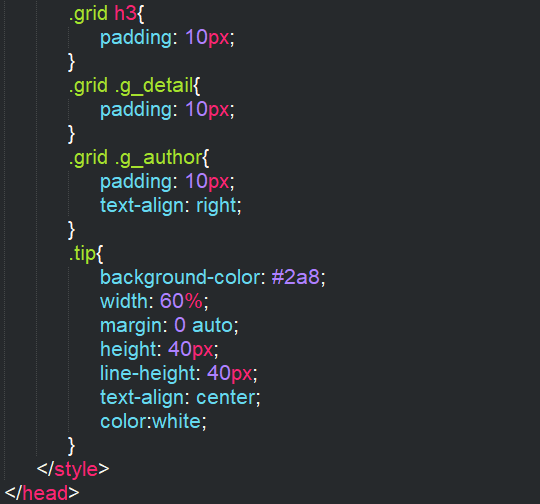 .grid h3{
padding: 10px;
}
.grid .g_detail{
padding: 10px;
}
.grid .g_author{
padding: 10px;
text-align: right;
}
.tip{
background-color: #2a8;
width: 60%;
margin: 0 auto;
height: 40px;
line-height: 40px;
text-align: center;
color:white;
}
</style>
</head>